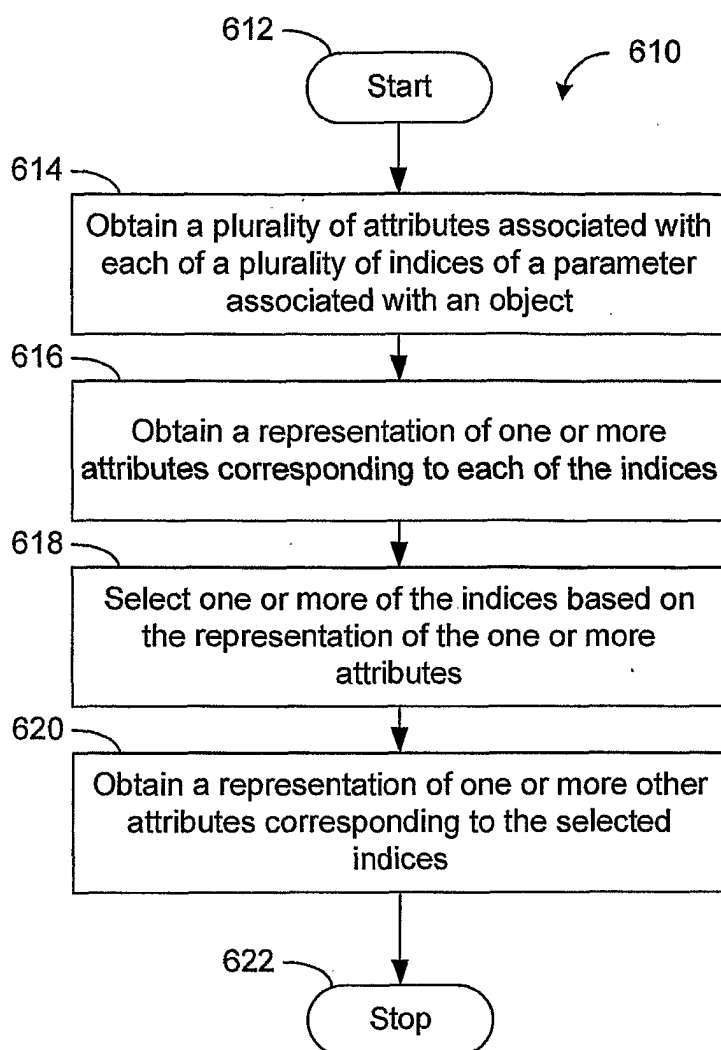 612
Start
610
614
Obtain a plurality of attributes associated with
each of a plurality of indices of a parameter
associated with an object
616
Obtain a representation of one or more
attributes corresponding to each of the indices
618
Select one or more of the indices based on
the representation of the one or more
attributes
620
Obtain a representation of one or more other
attributes corresponding to the selected
indices
622
Stop